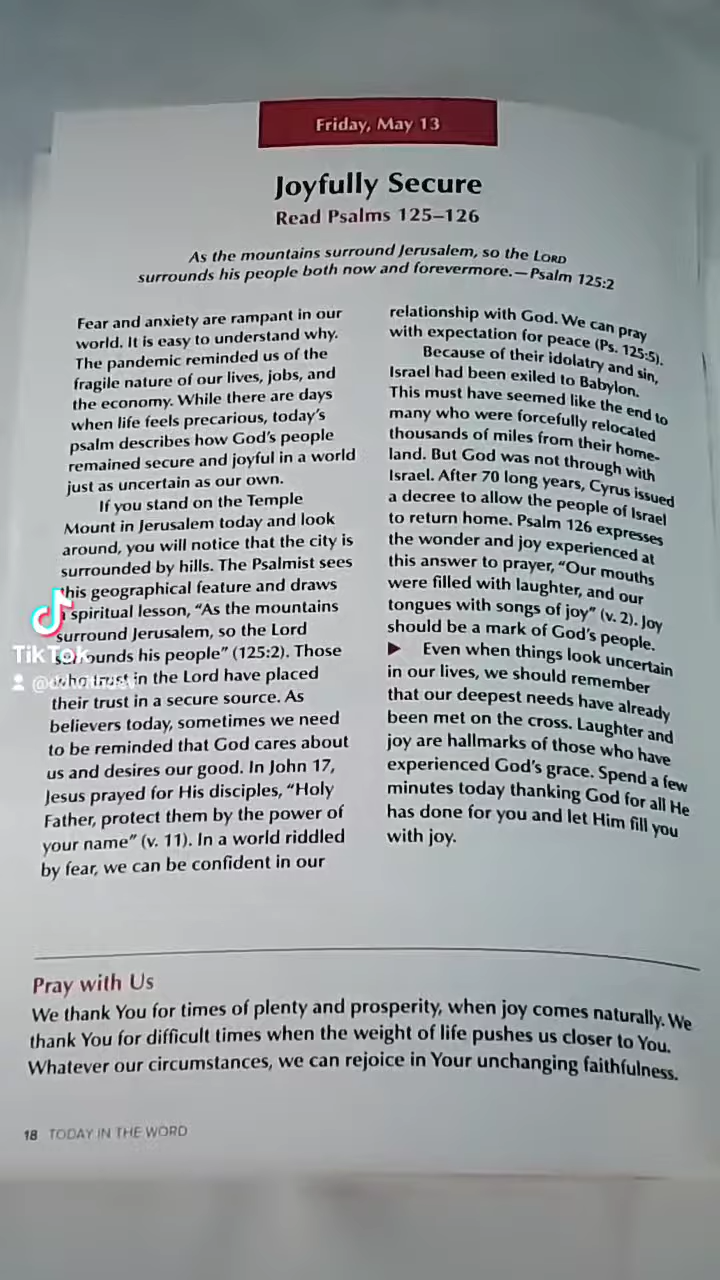 Friday, May 13
Joyfully Secure
Read Psalms 125–126
As the mountains surround Jerusalem, so the LORD
surrounds his people both now and forevermore.—Psalm 125:2
Fear and anxiety are rampant in our
world. It is easy to understand why.
The pandemic reminded us of the
fragile nature of our lives, jobs, and
the economy. While there are days
when life feels precarious, today's
psalm describes how God's people
remained secure and joyful in a world
just as uncertain as our own.
If you stand on the Temple
Mount in Jerusalem today and look
around, you will notice that the city is
surrounded by hills. The Psalmist sees
this geographical feature and draws
a spiritual lesson, “As the mountains
surround Jerusalem, so the Lord
surrounds his people” (125:2). Those
who trust in the Lord have placed
their trust in a secure source. As
believers today, sometimes we need
to be reminded that God cares about
us and desires our good. In John 17,
Jesus prayed for His disciples, “Holy
Father, protect them by the power of
your name” (v. 11). In a world riddled
by fear, we can be confident in our
relationship with God. We can pray
with expectation for peace (Ps. 125:5).
Because of their idolatry and sin,
Israel had been exiled to Babylon.
This must have seemed like the end to
many who were forcefully relocated
thousands of miles from their home-
land. But God was not through with
Israel. After 70 long years, Cyrus issued
a decree to allow the people of Israel
to return home. Psalm 126 expresses
the wonder and joy experienced at
this answer to prayer, “Our mouths
were filled with laughter, and our
tongues with songs of joy” (v. 2). Joy
should be a mark of God's people.
▶ Even when things look uncertain
in our lives, we should remember
that our deepest needs have already
been met on the cross. Laughter and
joy are hallmarks of those who have
experienced God's grace. Spend a few
minutes today thanking God for all He
has done for you and let Him fill you
with joy.
Pray with Us
We thank You for times of plenty and prosperity, when joy comes naturally. We
thank You for difficult times when the weight of life pushes us closer to You.
Whatever our circumstances, we can rejoice in Your unchanging faithfulness.
18 TODAY IN THE WORD
TikTok